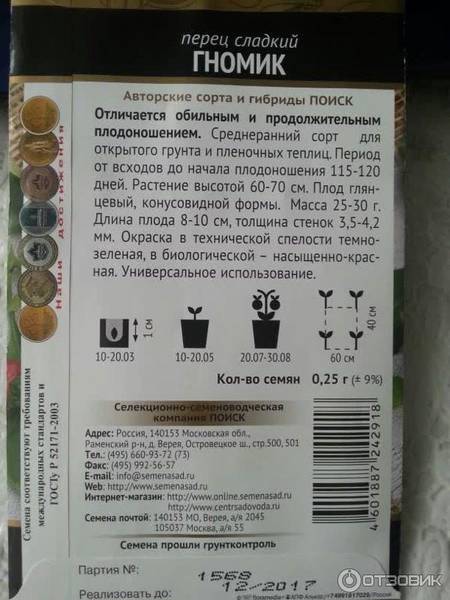 перец сладкий
ГНОМИК
Авторские сорта и гибриды ПОИСК
Отличается обильным и продолжительным
плодоношением. Среднеранний сорт для
открытого грунта и пленочных теплиц. Период
от всходов до начала плодоношения 115-120
дней. Растение высотой 60-70 см. Плод глян-
цевый, конусовидной формы. Масса 25-30 г.
Длина плода 8-10 см, толщина стенок 3,5-4,2
мм. Окраска в технической спелости темно-
зеленая, в биологической – насыщенно-крас-
ная. Универсальное использование.
Наши достижения
1 см
40 см
10-20.03
10-20.05
20.07-30.08
60 см
Кол-во семян 0,25 г (± 9%)
Семена соответствуют требованиям
международных стандартов и
ГОСТу Р 52171-2003
Селекционно-семеноводческая
компания ПОИСК
Адрес: Россия, 140153 Московская обл.,
Раменский р-н, д. Верея, Островецкое ш., стр.500, 501
Тел.: (495) 660-93-72 (73)
Факс: (495) 992-56-57
E-mail: info@semenasad.ru
Интернет-магазин: http://www.online.semenasad.ru
http://www.centrsadovoda.ru
Семена почтой: 140153 МО, Верея, а/я 2045
105037 Москва, а/я 55
Семена прошли грунтконтроль
4 601887 242918
Партия №: 1568
12-2017
ОТЗОВИК